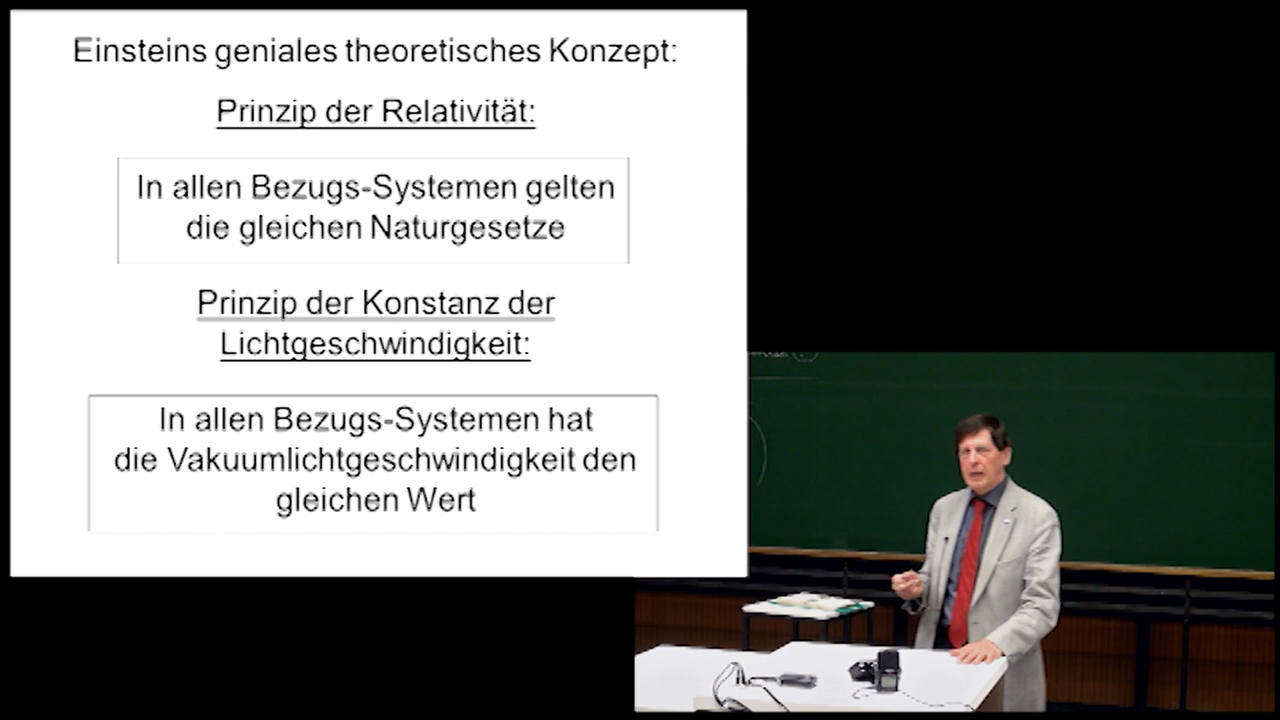 Einsteins geniales theoretisches Konzept:
Prinzip der Relativität:
In allen Bezugs-Systemen gelten
die gleichen Naturgesetze
Prinzip der Konstanz der
Lichtgeschwindigkeit:
In allen Bezugs-Systemen hat
die Vakuumlichtgeschwindigkeit den
gleichen Wert